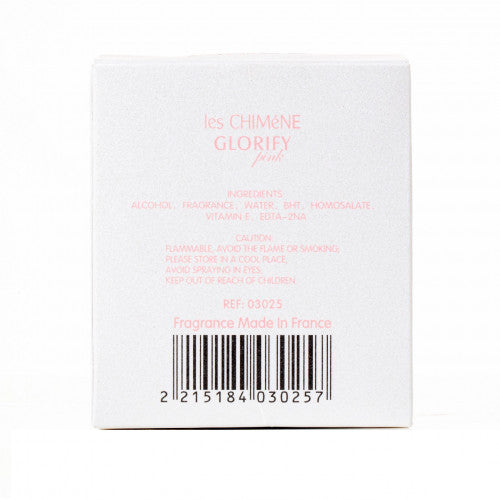 les CHIMèNE
GLORIFY
pink
INGREDIENTS
ALCOHOL, FRAGRANCE, WATER, BHT, HOMOSALATE,
VITAMIN E, EDTA-2NA
CAUTION
FLAMMABLE, AVOID THE FLAME OR SMOKING;
PLEASE STORE IN A COOL PLACE,
AVOID SPRAYING IN EYES;
KEEP OUT OF REACH OF CHILDREN.
REF: 03025
Fragrance Made In France
2 215184 030257